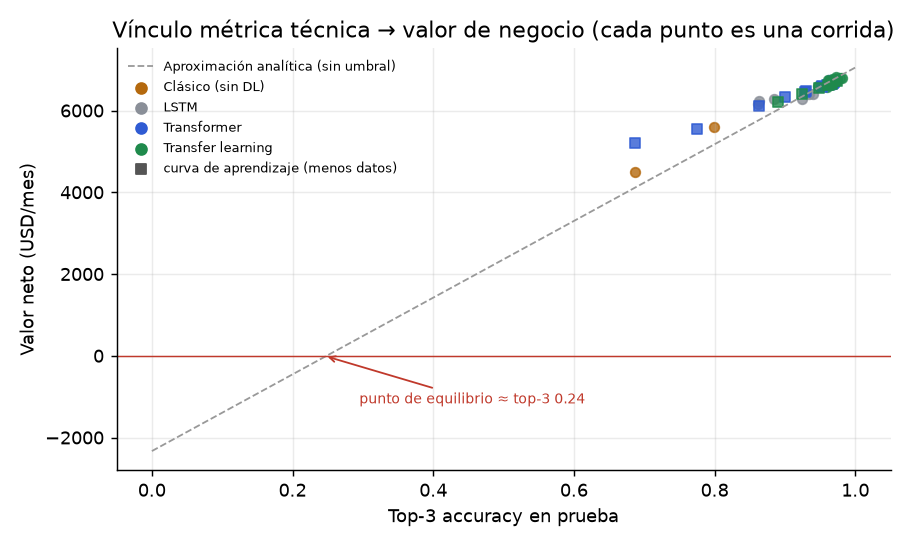 Vínculo métrica técnica → valor de negocio (cada punto es una corrida)
Aproximación analítica (sin umbral)
Clásico (sin DL)
LSTM
Transformer
Transfer learning
curva de aprendizaje (menos datos)
Valor neto (USD/mes)
6000
4000
2000
0
−2000
punto de equilibrio ≈ top-3 0.24
0.0 0.2 0.4 0.6 0.8 1.0
Top-3 accuracy en prueba